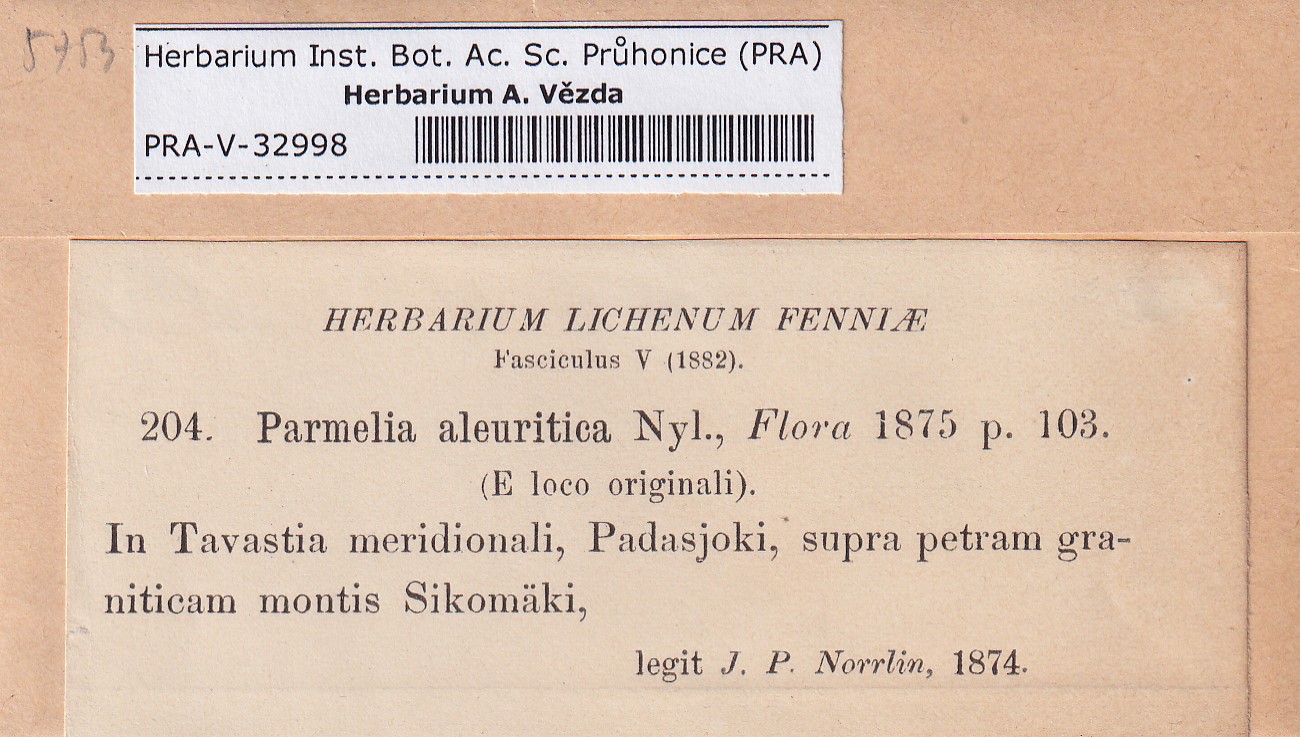 5753
Herbarium Inst. Bot. Ac. Sc. Průhonice (PRA)
Herbarium A. Vězda
PRA-V-32998
HERBARIUM LICHENUM FENNIÆ
Fasciculus V (1882).
204. Parmelia aleuritica Nyl., Flora 1875 p. 103.
(E loco originali).
In Tavastia meridionali, Padasjoki, supra petram gra-
niticam montis Sikomäki,
legit J. P. Norrlin, 1874.